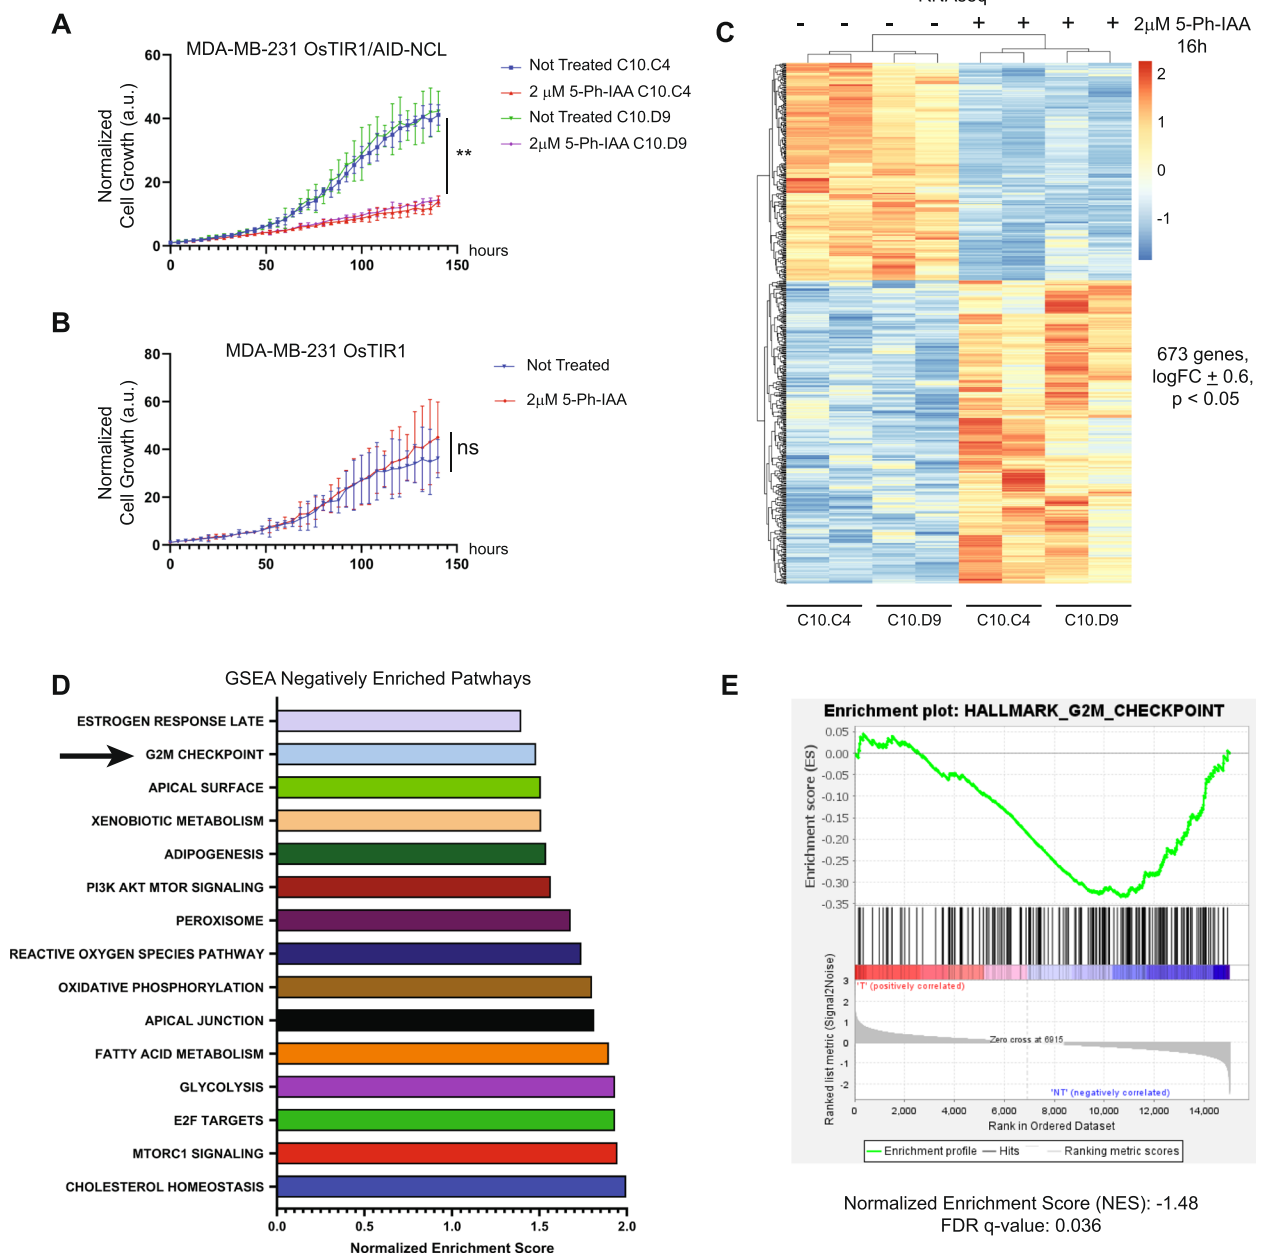 A
MDA-MB-231 OsTIR1/AID-NCL
Normalized
Cell Growth (a.u.)
60
40
20
0
0
50
100
150
hours
**
Not Treated C10.C4
2 μM 5-Ph-IAA C10.C4
Not Treated C10.D9
2μM 5-Ph-IAA C10.D9
B
MDA-MB-231 OsTIR1
Normalized
Cell Growth (a.u.)
80
60
40
20
0
0
50
100
150
hours
ns
Not Treated
2μM 5-Ph-IAA
C
- - - - + + + + 2μM 5-Ph-IAA
16h
2
1
0
-1
673 genes,
logFC ± 0.6,
p < 0.05
C10.C4 C10.D9 C10.C4 C10.D9
D
GSEA Negatively Enriched Patwhays
ESTROGEN RESPONSE LATE
G2M CHECKPOINT
APICAL SURFACE
XENOBIOTIC METABOLISM
ADIPOGENESIS
PI3K AKT MTOR SIGNALING
PEROXISOME
REACTIVE OXYGEN SPECIES PATHWAY
OXIDATIVE PHOSPHORYLATION
APICAL JUNCTION
FATTY ACID METABOLISM
GLYCOLYSIS
E2F TARGETS
MTORC1 SIGNALING
CHOLESTEROL HOMEOSTASIS
0.0 0.5 1.0 1.5 2.0
Normalized Enrichment Score
E
Enrichment plot: HALLMARK_G2M_CHECKPOINT
Enrichment score (ES)
0.05
0.00
-0.05
-0.10
-0.15
-0.20
-0.25
-0.30
-0.35
Ranked list metric (Signal2Noise)
3
2
1
0
-1
-2
'T' (positively correlated)
Zero cross at 6915
'NT' (negatively correlated)
0 2,000 4,000 6,000 8,000 10,000 12,000 14,000
Rank in Ordered Dataset
Enrichment profile Hits Ranking metric scores
Normalized Enrichment Score (NES): -1.48
FDR q-value: 0.036